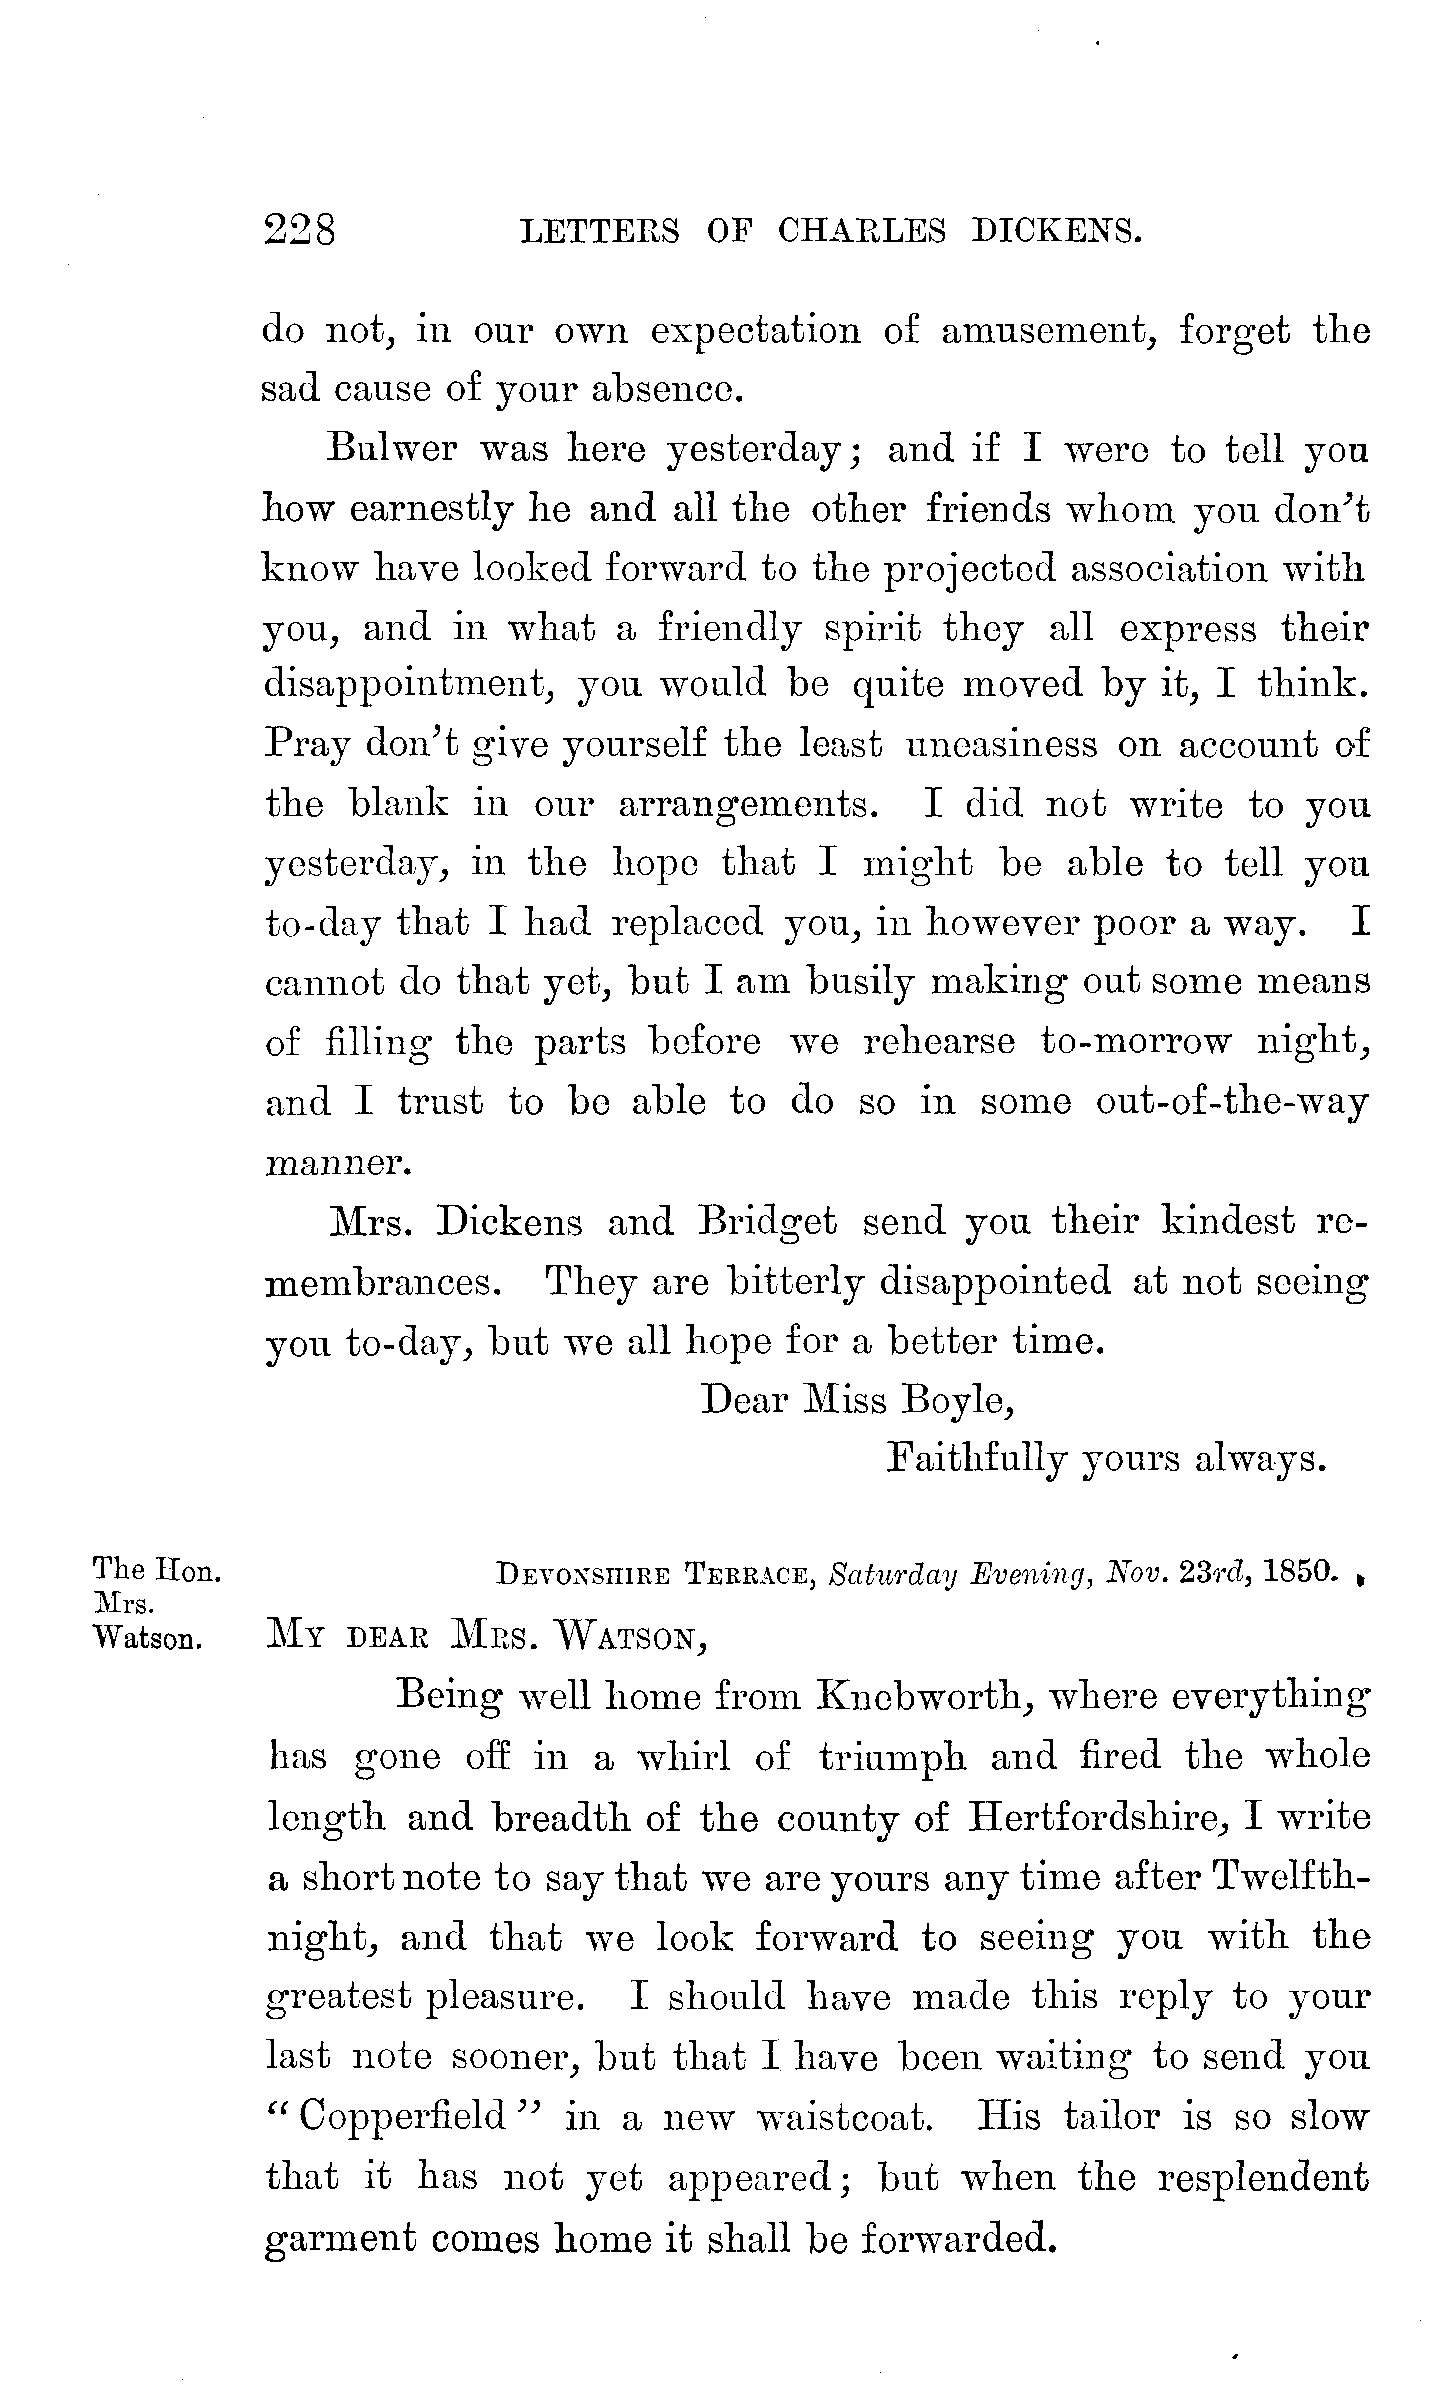 228 LETTERS OF CHARLES DICKENS.
do not, in our own expectation of amusement, forget the
sad cause of your absence.
Bulwer was here yesterday; and if I were to tell you
how earnestly he and all the other friends whom you don't
know have looked forward to the projected association with
you, and in what a friendly spirit they all express their
disappointment, you would be quite moved by it, I think.
Pray don't give yourself the least uneasiness on account of
the blank in our arrangements. I did not write to you
yesterday, in the hope that I might be able to tell you
to-day that I had replaced you, in however poor a way. I
cannot do that yet, but I am busily making out some means
of filling the parts before we rehearse to-morrow night,
and I trust to be able to do so in some out-of-the-way
manner.
Mrs. Dickens and Bridget send you their kindest re-
membrances. They are bitterly disappointed at not seeing
you to-day, but we all hope for a better time.
Dear Miss Boyle,
Faithfully yours always.
The Hon.
Mrs.
Watson.
DEVONSHIRE TERRACE, Saturday Evening, Nov. 23rd, 1850.
MY DEAR MRS. WATSON,
Being well home from Knebworth, where everything
has gone off in a whirl of triumph and fired the whole
length and breadth of the county of Hertfordshire, I write
a short note to say that we are yours any time after Twelfth-
night, and that we look forward to seeing you with the
greatest pleasure. I should have made this reply to your
last note sooner, but that I have been waiting to send you
"Copperfield" in a new waistcoat. His tailor is so slow
that it has not yet appeared; but when the resplendent
garment comes home it shall be forwarded.